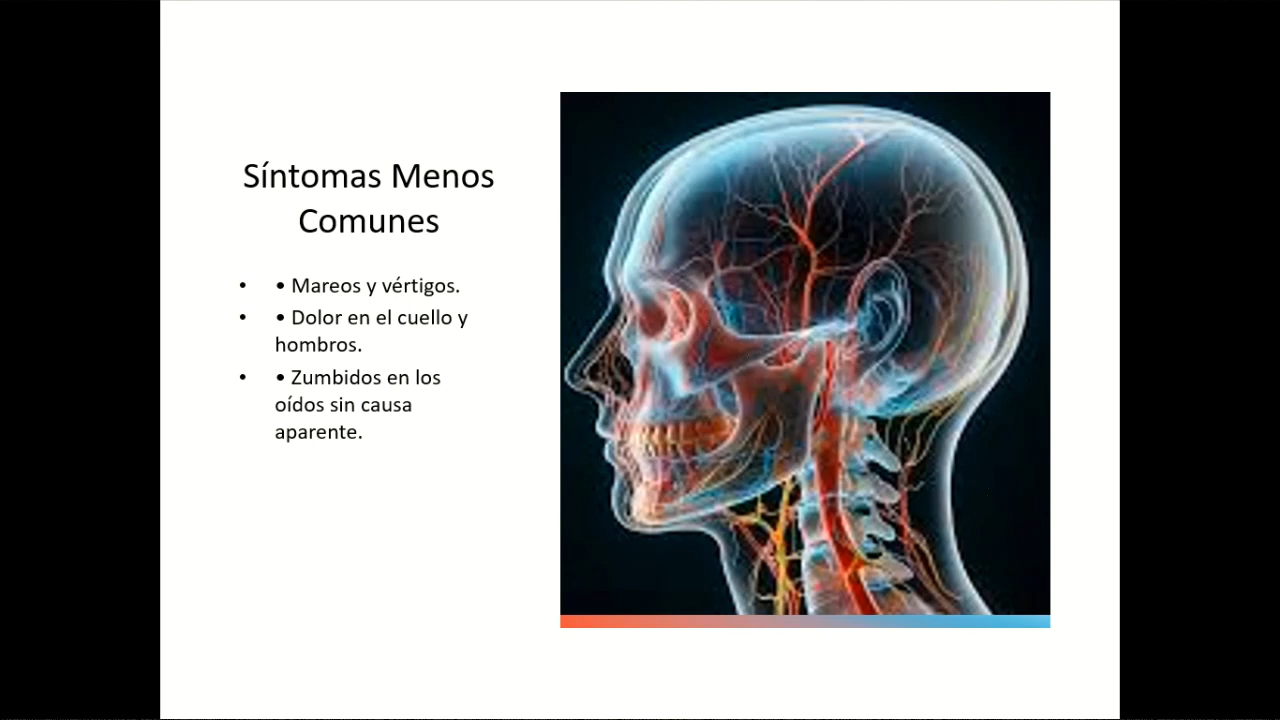 Síntomas Menos
Comunes
• • Mareos y vértigos.
• • Dolor en el cuello y
hombros.
• • Zumbidos en los
oídos sin causa
aparente.